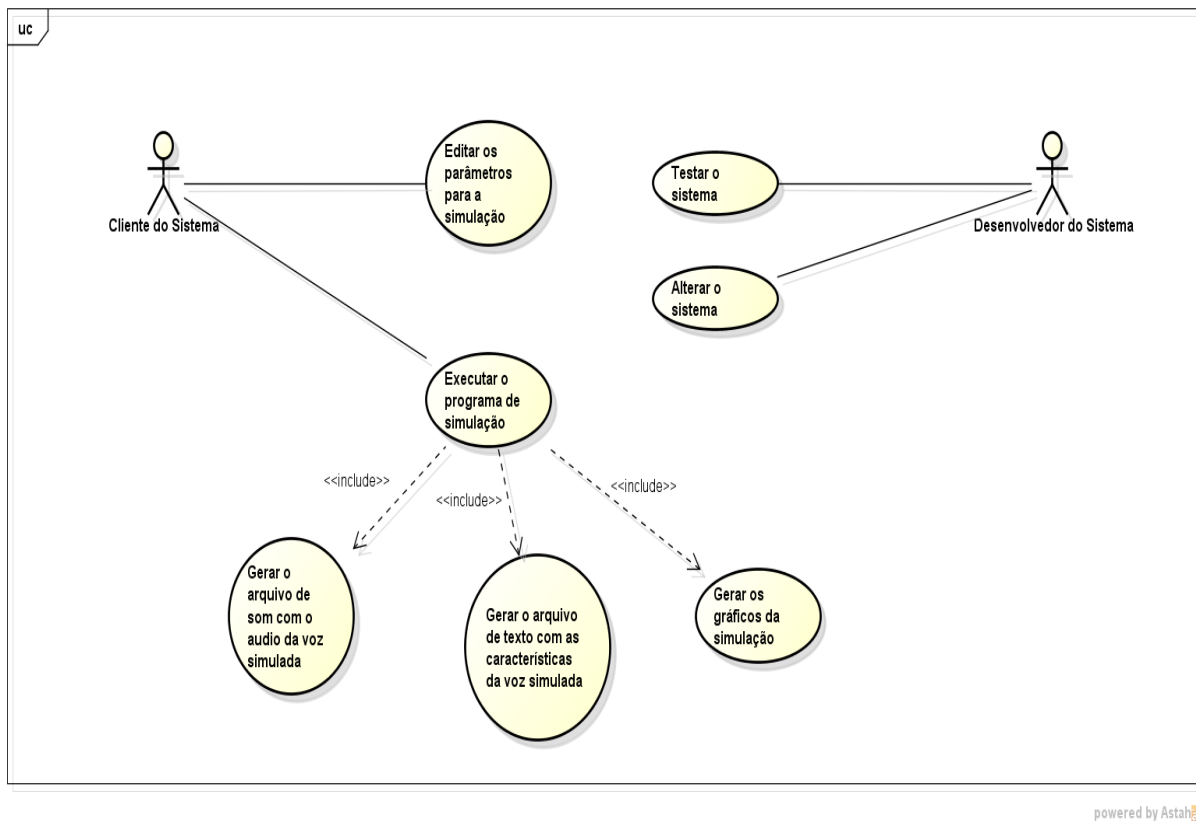 uc
Editar os
parâmetros
para a
simulação
Testar o
sistema
Cliente do Sistema
Desenvolvedor do Sistema
Alterar o
sistema
Executar o
programa de
simulação
<<include>>
<<include>>
<<include>>
Gerar o
arquivo de
som com o
audio da voz
simulada
Gerar o arquivo
de texto com as
características
da voz simulada
Gerar os
gráficos da
simulação
powered by Astah